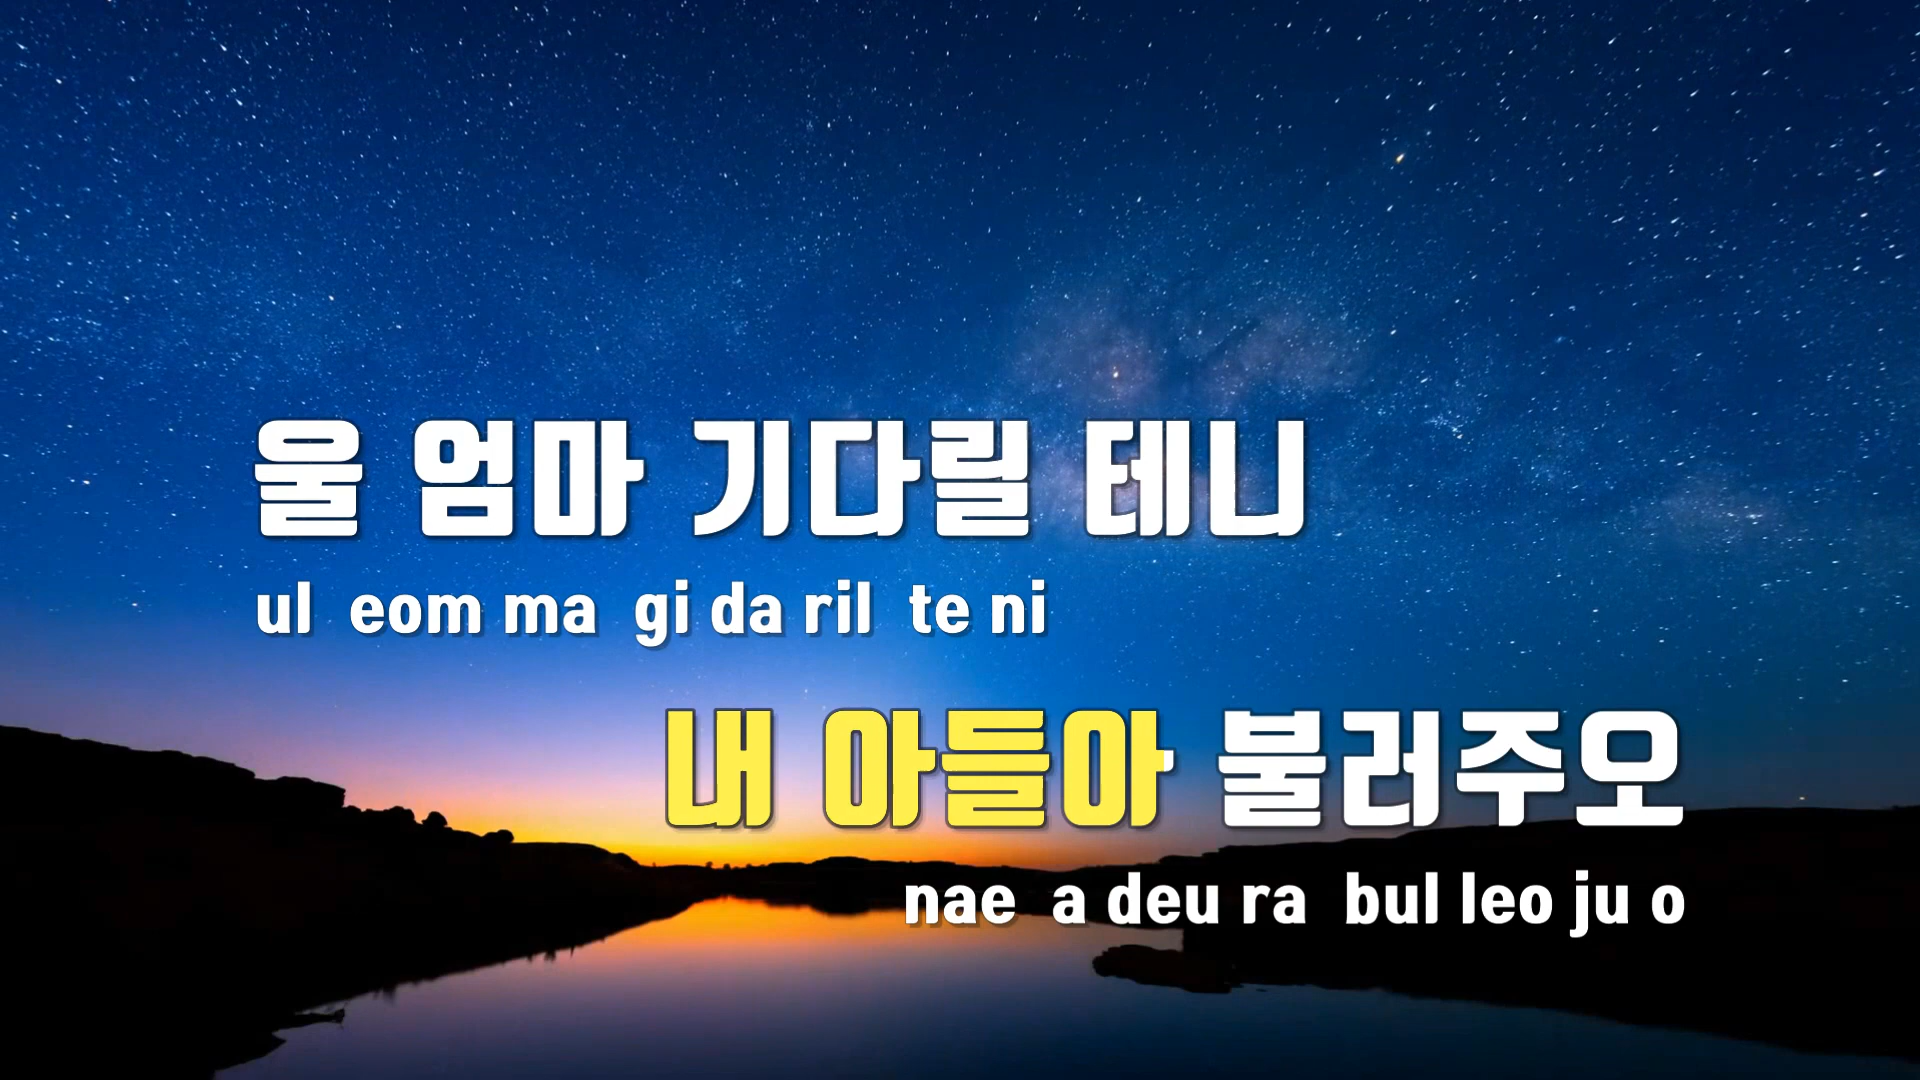 울 엄마 기다릴 테니
ul eom ma gi da ril te ni
내 아들아 불러주오
nae a deu ra bul leo ju o